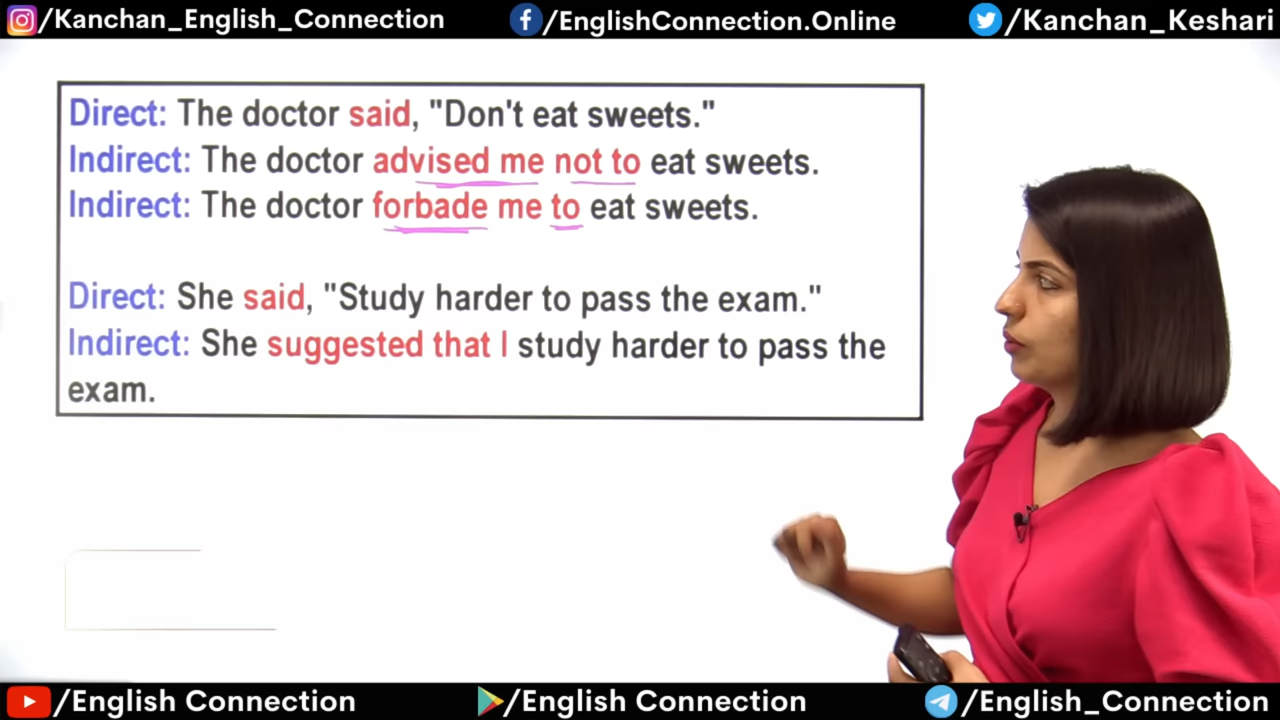 /Kanchan_English_Connection
/EnglishConnection.Online
/Kanchan_Keshari
Direct: The doctor said, "Don't eat sweets."
Indirect: The doctor advised me not to eat sweets.
Indirect: The doctor forbade me to eat sweets.
Direct: She said, "Study harder to pass the exam."
Indirect: She suggested that I study harder to pass the
exam.
/English Connection
/English Connection
/English_Connection